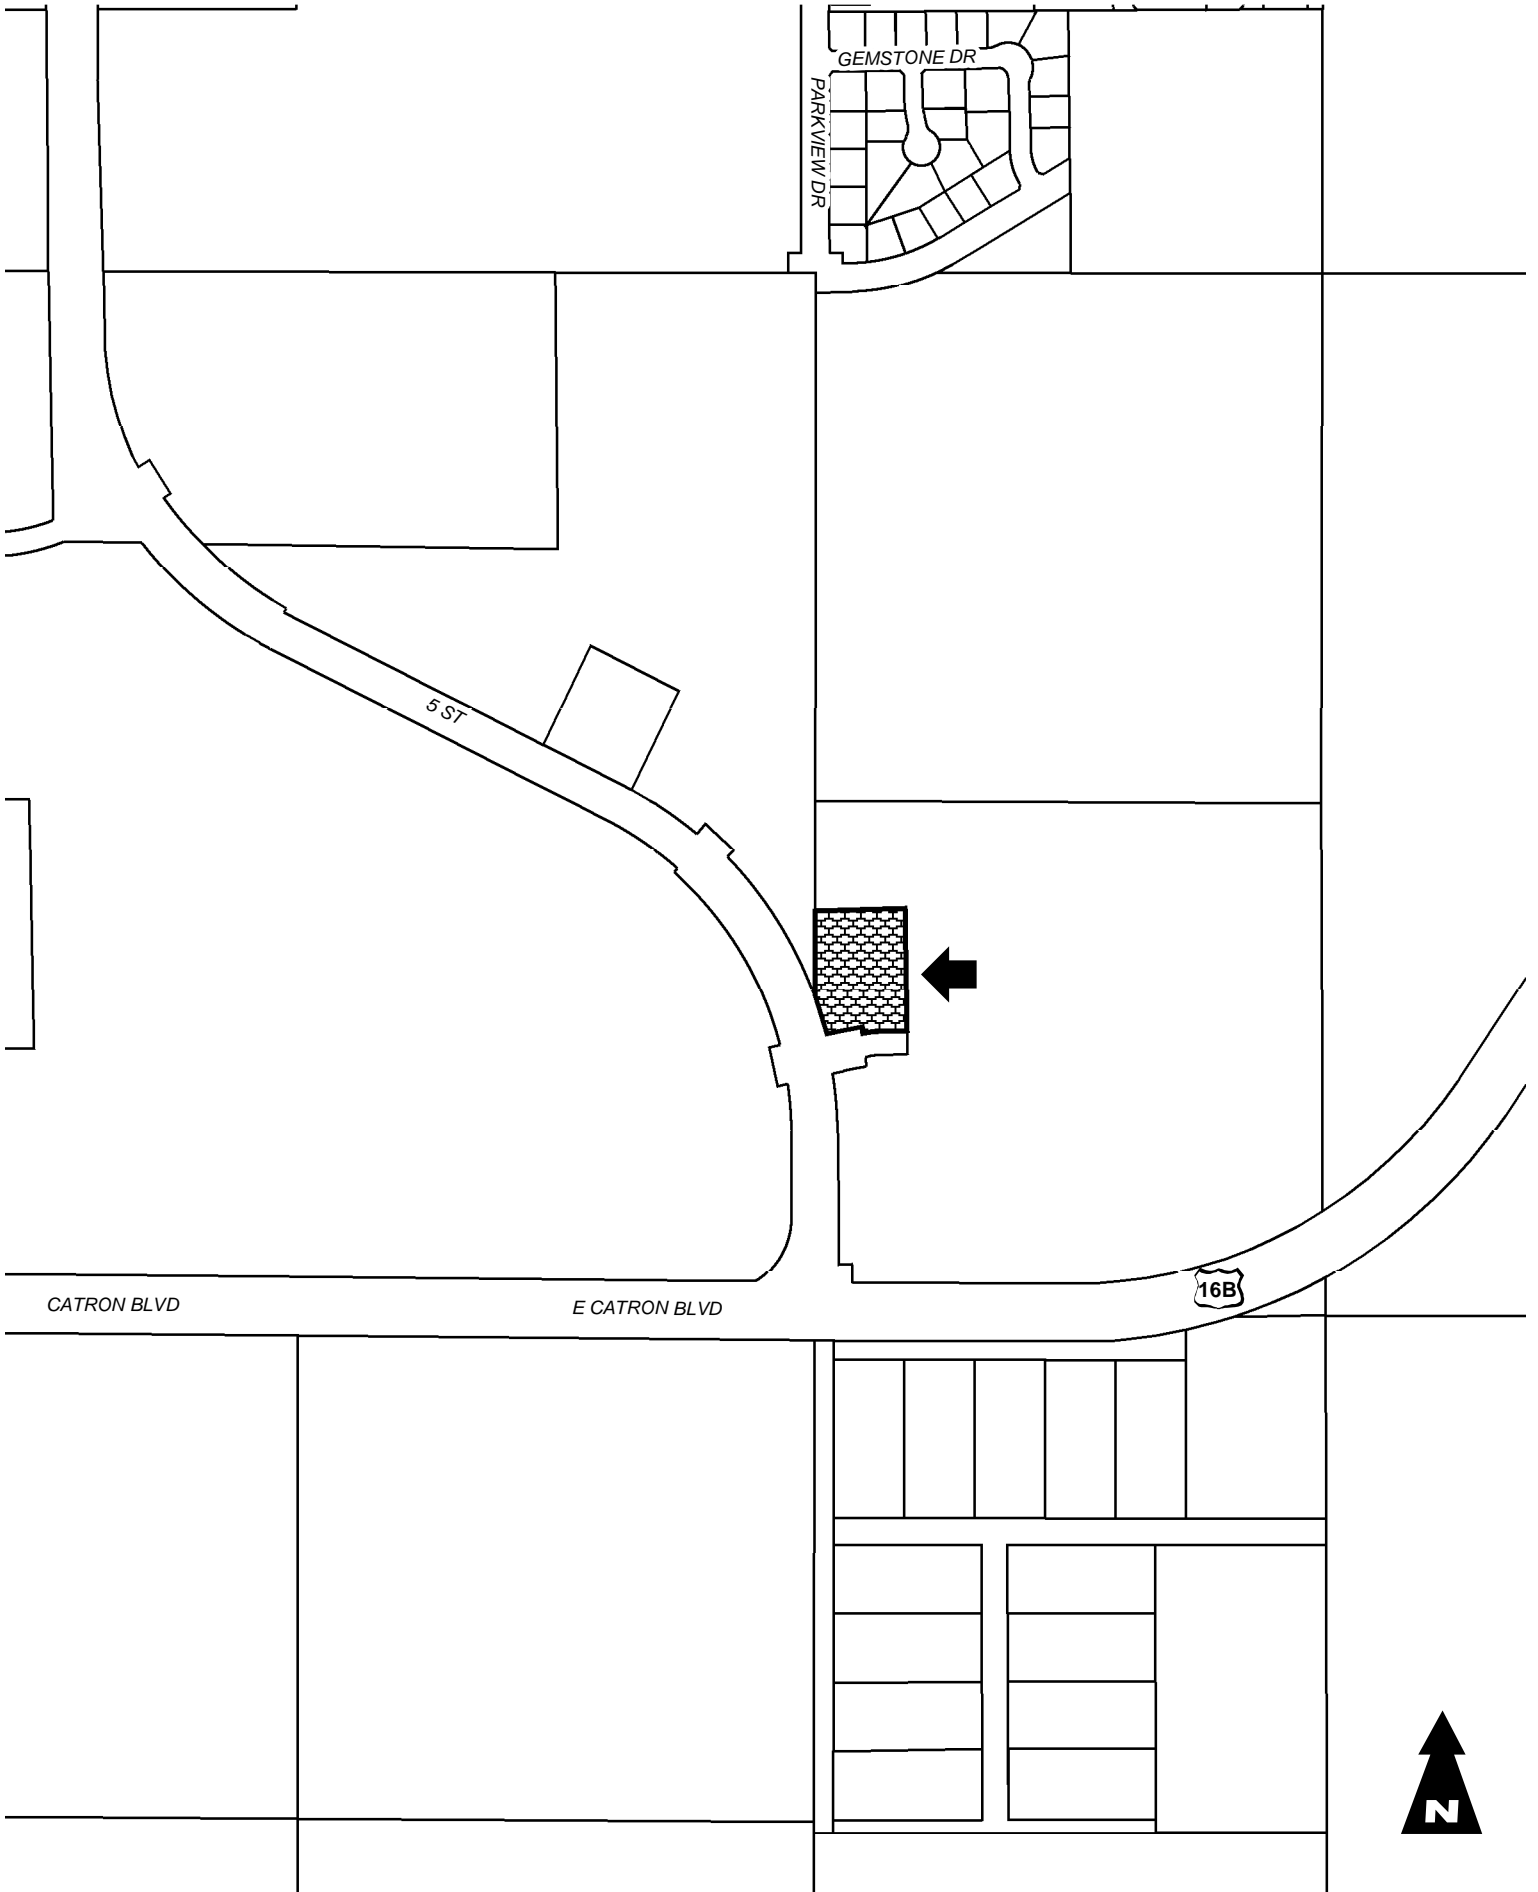 GEMSTONE DR
PARKVIEW DR
5 ST
16B
CATRON BLVD
E CATRON BLVD
N